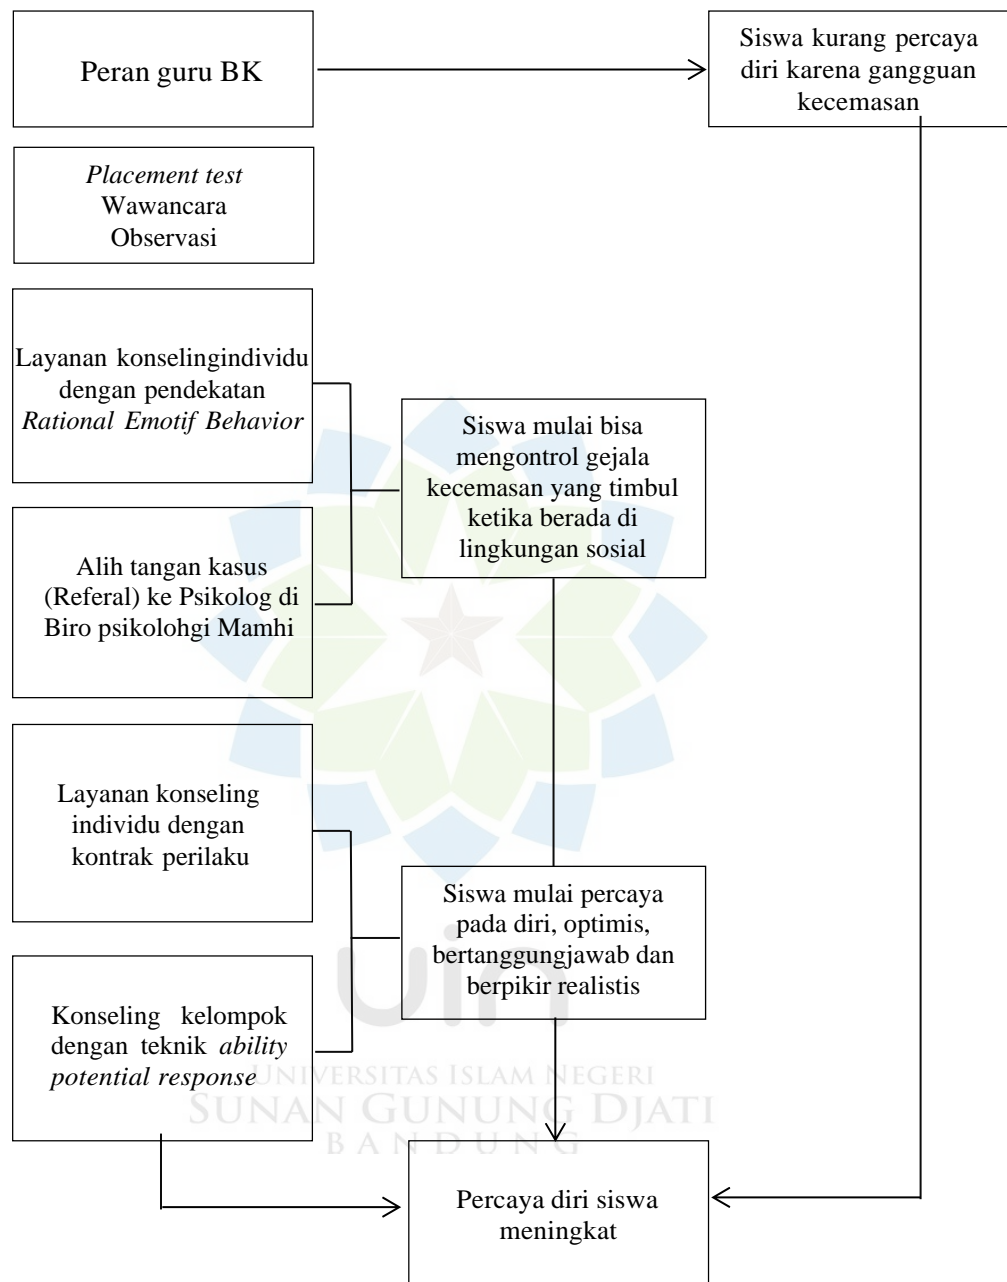 Peran guru BK
Siswa kurang percaya
diri karena gangguan
kecemasan
Placement test
Wawancara
Observasi
Layanan konselingindividu
dengan pendekatan
Rational Emotif Behavior
Siswa mulai bisa
mengontrol gejala
kecemasan yang timbul
ketika berada di
lingkungan sosial
Alih tangan kasus
(Referal) ke Psikolog di
Biro psikolohgi Mamhi
Layanan konseling
individu dengan
kontrak perilaku
Siswa mulai percaya
pada diri, optimis,
bertanggungjawab dan
berpikir realistis
Konseling kelompok
dengan teknik ability
potential response
uin
UNIVERSITAS ISLAM NEGERI
SUNAN GUNUNG DJATI
BANDUNG
Percaya diri siswa
meningkat